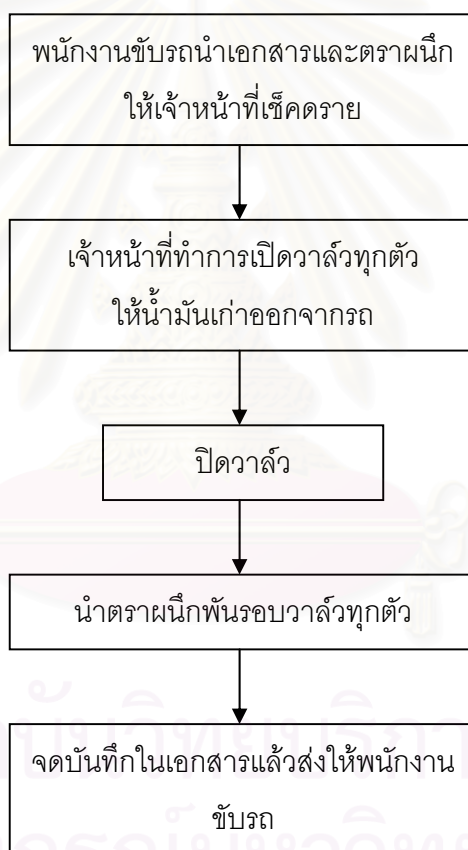 พนักงานขับรถนำเอกสารและตราผนึก
ให้เจ้าหน้าที่เช็คดราย
เจ้าหน้าที่ทำการเปิดวาล์วทุกตัว
ให้น้ำมันเก่าออกจากรถ
ปิดวาล์ว
นำตราผนึกพันรอบวาล์วทุกตัว
จดบันทึกในเอกสารแล้วส่งให้พนักงาน
ขับรถ